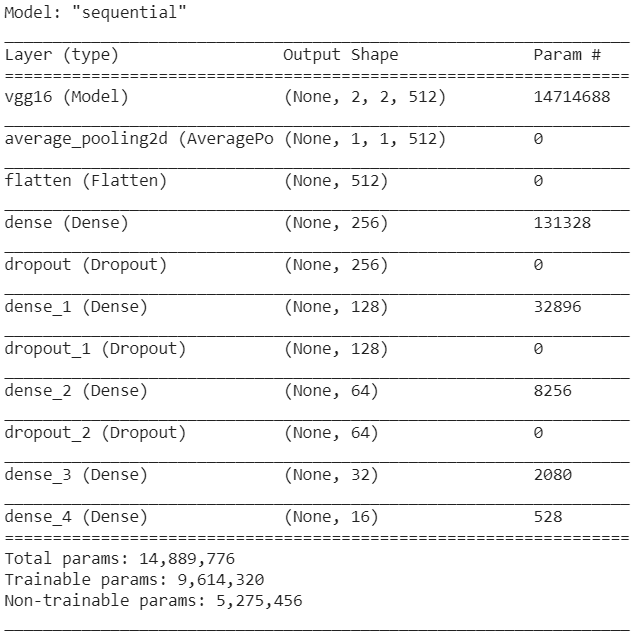 Model: "sequential"
Layer (type) Output Shape Param #
vgg16 (Model) (None, 2, 2, 512) 14714688
average_pooling2d (AveragePo (None, 1, 1, 512) 0
flatten (Flatten) (None, 512) 0
dense (Dense) (None, 256) 131328
dropout (Dropout) (None, 256) 0
dense_1 (Dense) (None, 128) 32896
dropout_1 (Dropout) (None, 128) 0
dense_2 (Dense) (None, 64) 8256
dropout_2 (Dropout) (None, 64) 0
dense_3 (Dense) (None, 32) 2080
dense_4 (Dense) (None, 16) 528
Total params: 14,889,776
Trainable params: 9,614,320
Non-trainable params: 5,275,456